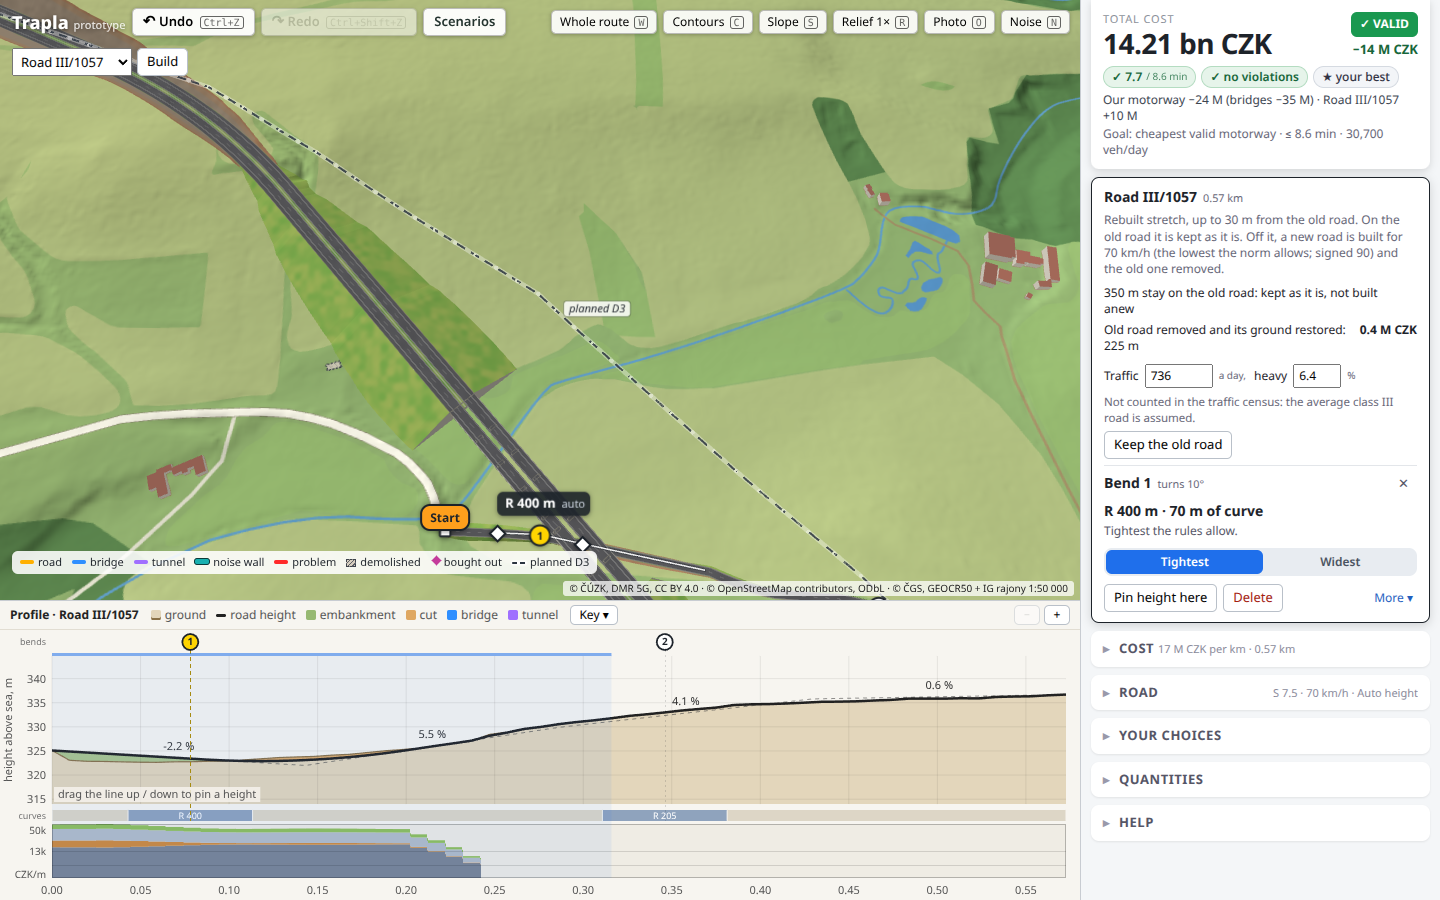 Trapla prototype
↶ Undo Ctrl+Z
↷ Redo Ctrl+Shift+Z
Scenarios
Whole route W
Contours C
Slope S
Relief 1× R
Photo O
Noise N
Road III/1057
Build
planned D3
R 400 m auto
Start
1
road bridge tunnel noise wall problem demolished bought out planned D3
© ČÚZK, DMR 5G, CC BY 4.0 · © OpenStreetMap contributors, ODbL · © ČGS, GEOCR50 + IG rajony 1:50 000
Profile · Road III/1057 ground road height embankment cut bridge tunnel Key ▾ − +
bends 1 2
height above sea, m
340
335
330
325
320
315
-2.2 %
5.5 %
4.1 %
0.6 %
drag the line up / down to pin a height
curves R 400 R 205
50k
13k
CZK/m
0.00 0.05 0.10 0.15 0.20 0.25 0.30 0.35 0.40 0.45 0.50 0.55
TOTAL COST
✓ VALID
14.21 bn CZK
−14 M CZK
✓ 7.7 / 8.6 min ✓ no violations ★ your best
Our motorway −24 M (bridges −35 M) · Road III/1057
+10 M
Goal: cheapest valid motorway · ≤ 8.6 min · 30,700
veh/day
Road III/1057 0.57 km
Rebuilt stretch, up to 30 m from the old road. On the
old road it is kept as it is. Off it, a new road is built for
70 km/h (the lowest the norm allows; signed 90) and
the old one removed.
350 m stay on the old road: kept as it is, not built
anew
Old road removed and its ground restored: 0.4 M CZK
225 m
Traffic 736 a day, heavy 6.4 %
Not counted in the traffic census: the average class III
road is assumed.
Keep the old road
Bend 1 turns 10° ✕
R 400 m · 70 m of curve
Tightest the rules allow.
Tightest Widest
Pin height here Delete More ▾
▸ COST 17 M CZK per km · 0.57 km
▸ ROAD S 7.5 · 70 km/h · Auto height
▸ YOUR CHOICES
▸ QUANTITIES
▸ HELP